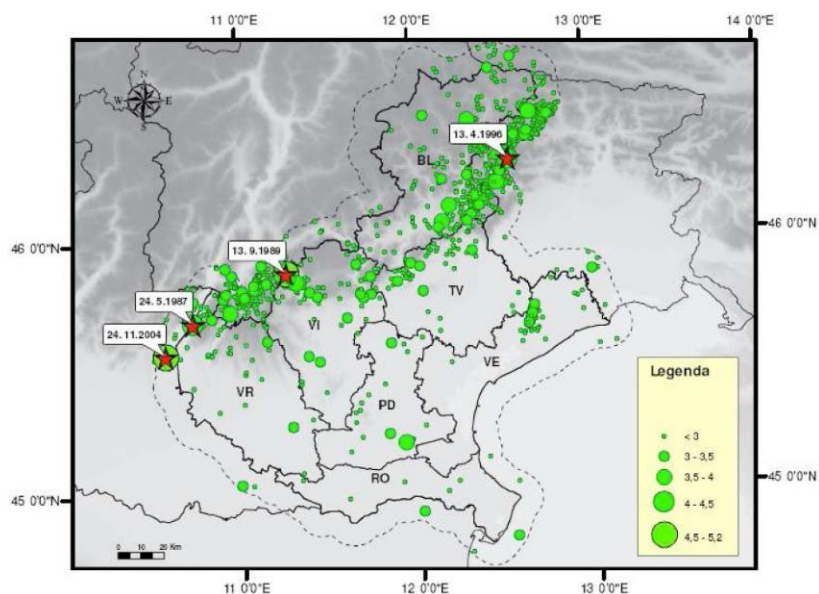 11 0'0"E 12 0'0"E 13 0'0"E 14 0'0"E
N
W E
S
13. 4.1996
BL
46 0'0"N
13. 9.1989
46 0'0"N
24. 5.1987
TV
VI
24.11.2004
VE
Legenda
VR
PD
< 3
3 - 3,5
RO
3,5 - 4
45 0'0"N
45 0'0"N
4 - 4,5
4,5 - 5,2
0 10 20 Km
11 0'0"E 12 0'0"E 13 0'0"E